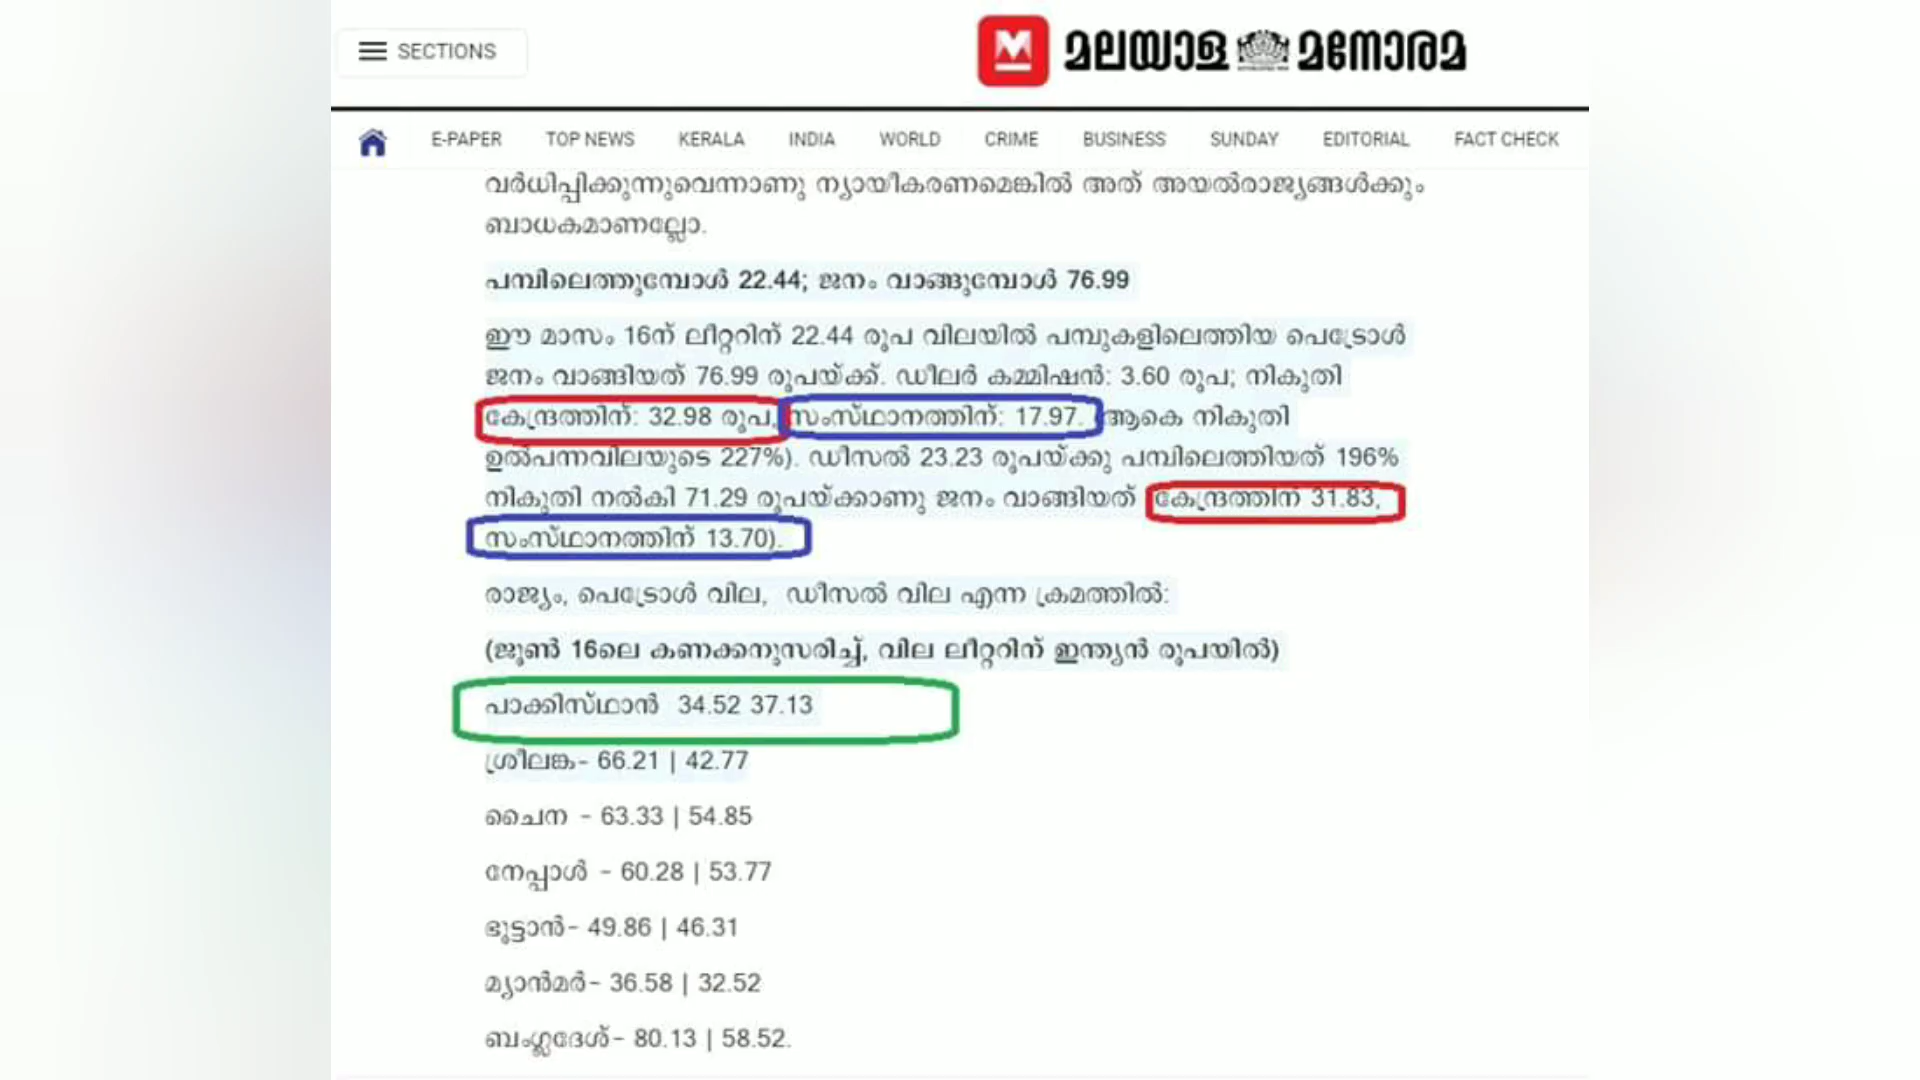 SECTIONS
മലയാള മനോരമ
E-PAPER TOP NEWS KERALA INDIA WORLD CRIME BUSINESS SUNDAY EDITORIAL FACT CHECK
വർധിപ്പിക്കുന്നുവെന്നാണു ന്യായീകരണമെങ്കിൽ അത് അയൽരാജ്യങ്ങൾക്കും
ബാധകമാണല്ലോ.
പമ്പിലെത്തുമ്പോൾ 22.44; ജനം വാങ്ങുമ്പോൾ 76.99
ഈ മാസം 16ന് ലീറ്ററിന് 22.44 രൂപ വിലയിൽ പമ്പുകളിലെത്തിയ പെട്രോൾ
ജനം വാങ്ങിയത് 76.99 രൂപയ്ക്ക്. ഡീലർ കമ്മിഷൻ: 3.60 രൂപ; നികുതി
കേന്ദ്രത്തിന്: 32.98 രൂപ, സംസ്ഥാനത്തിന്: 17.97. (ആകെ നികുതി
ഉൽപന്നവിലയുടെ 227%). ഡീസൽ 23.23 രൂപയ്ക്കു പമ്പിലെത്തിയത് 196%
നികുതി നൽകി 71.29 രൂപയ്ക്കാണു ജനം വാങ്ങിയത് (കേന്ദ്രത്തിന് 31.83,
സംസ്ഥാനത്തിന് 13.70).
രാജ്യം, പെട്രോൾ വില, ഡീസൽ വില എന്ന ക്രമത്തിൽ:
(ജൂൺ 16ലെ കണക്കനുസരിച്ച്, വില ലീറ്ററിന് ഇന്ത്യൻ രൂപയിൽ)
പാക്കിസ്ഥാൻ 34.52 37.13
ശ്രീലങ്ക- 66.21 | 42.77
ചൈന - 63.33 | 54.85
നേപ്പാൾ - 60.28 | 53.77
ഭൂട്ടാൻ- 49.86 | 46.31
മ്യാൻമർ- 36.58 | 32.52
ബംഗ്ലദേശ്- 80.13 | 58.52.